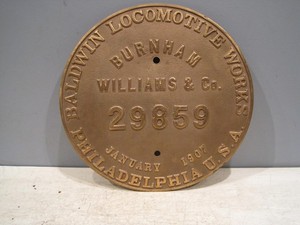 BALDWIN LOCOMOTIVE WORKS
BURNHAM
WILLIAMS & Co.
29859
JANUARY 1907
PHILADELPHIA U.S.A.